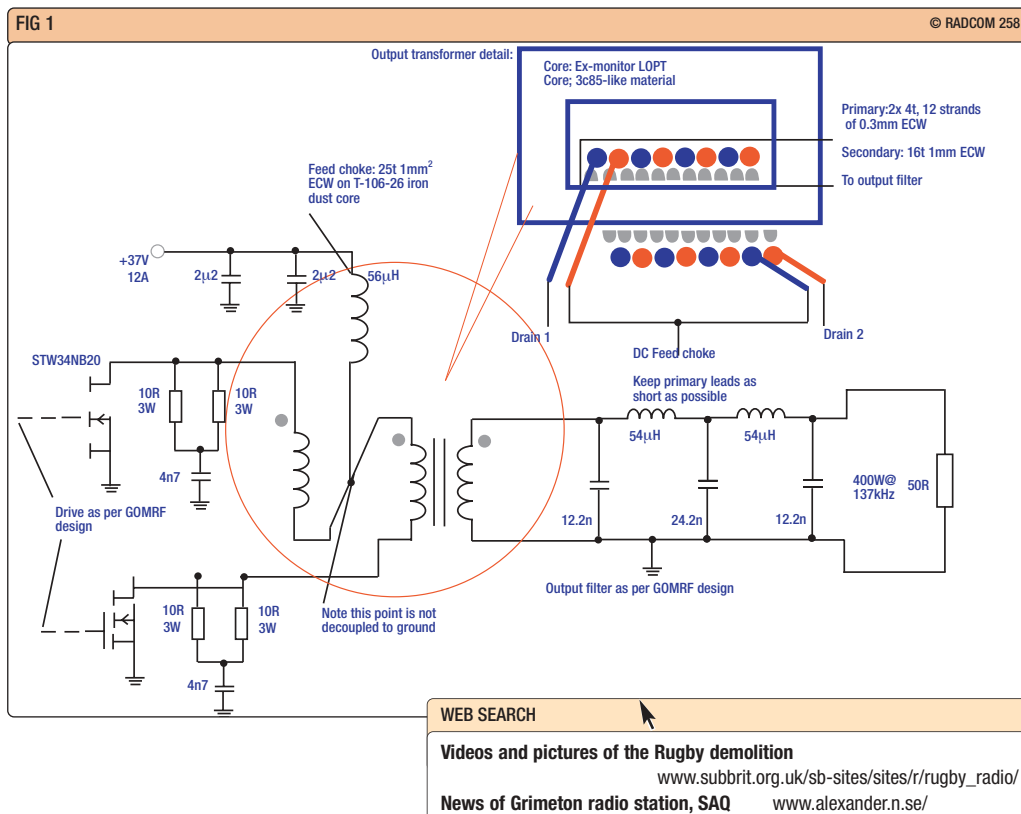 FIG 1
© RADCOM 258
Output transformer detail:
Core: Ex-monitor LOPT
Core; 3c85-like material
Primary:2x 4t, 12 strands
of 0.3mm ECW
Secondary: 16t 1mm ECW
To output filter
Feed choke: 25t 1mm²
ECW on T-106-26 iron
dust core
+37V
12A
2µ2
2µ2
56µH
Drain 1
Drain 2
DC Feed choke
Keep primary leads as
short as possible
STW34NB20
10R
3W
10R
3W
4n7
Drive as per GOMRF
design
54µH
54µH
12.2n
24.2n
12.2n
400W@
137kHz
50R
Output filter as per GOMRF design
Note this point is not
decoupled to ground
10R
3W
10R
3W
4n7
WEB SEARCH
Videos and pictures of the Rugby demolition
www.subbrit.org.uk/sb-sites/sites/r/rugby_radio/
News of Grimeton radio station, SAQ www.alexander.n.se/